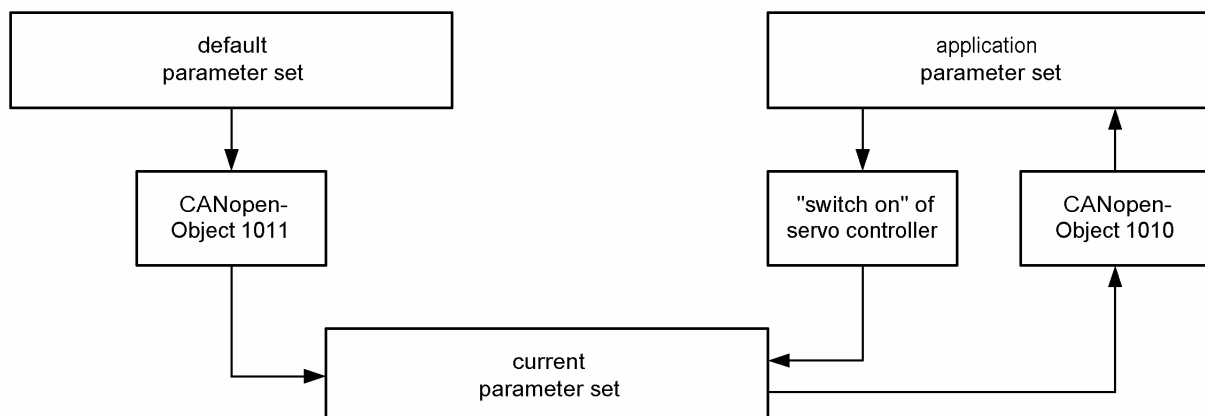 default
parameter set
application
parameter set
CANopen-
Object 1011
"switch on" of
servo controller
CANopen-
Object 1010
current
parameter set